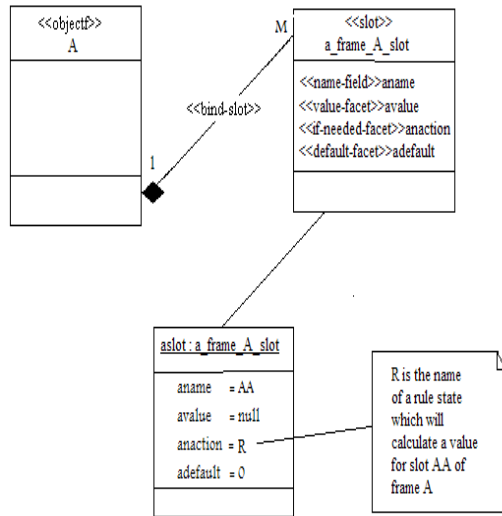 <<objectf>>
A
<<slot>>
a_frame_A_slot
<<name-field>>aname
<<value-facet>>avalue
<<if-needed-facet>>anaction
<<default-facet>>adefault
M
<<bind-slot>>
1
aslot : a_frame_A_slot
aname = AA
avalue = null
anaction = R
adefault = 0
R is the name
of a rule state
which will
calculate a value
for slot AA of
frame A